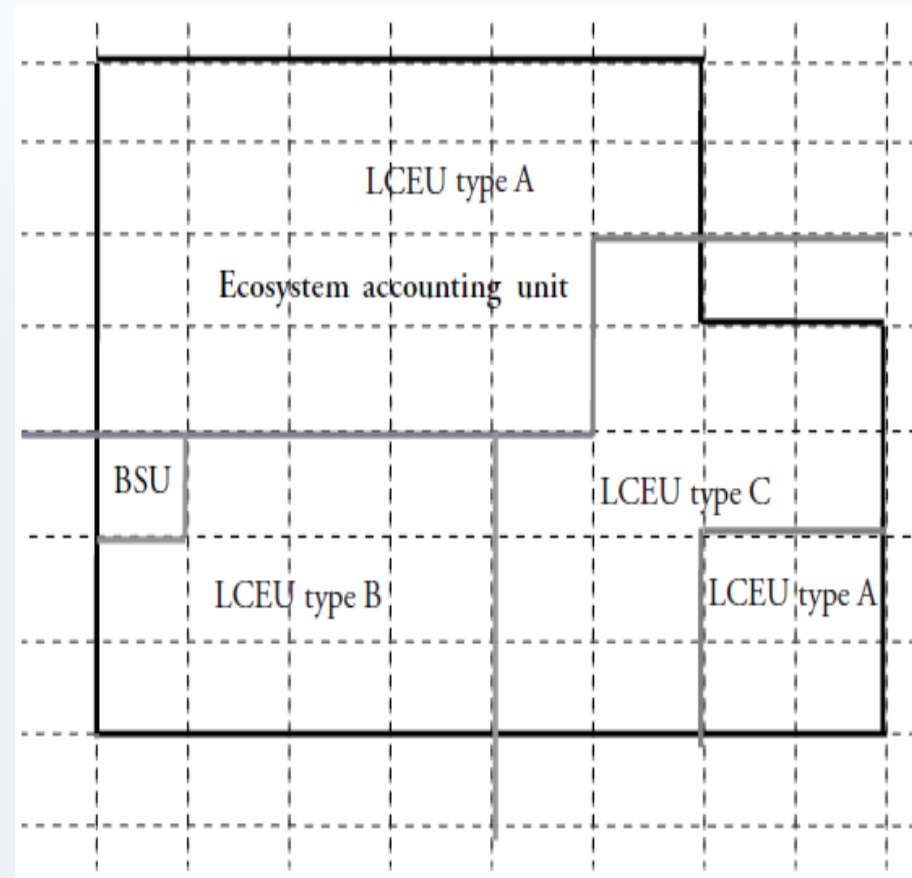 LCEU type A
Ecosystem accounting unit
BSU
LCEU type C
LCEU type B
LCEU type A